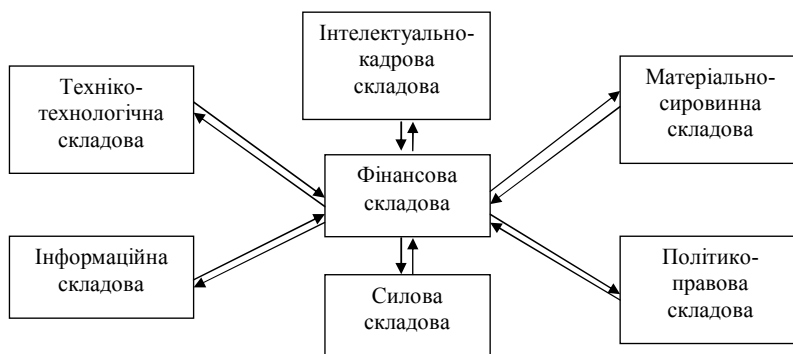 Інтелектуально-
кадрова
складова
Техніко-
технологічна
складова
Матеріально-
сировинна
складова
Фінансова
складова
Інформаційна
складова
Силова
складова
Політико-
правова
складова